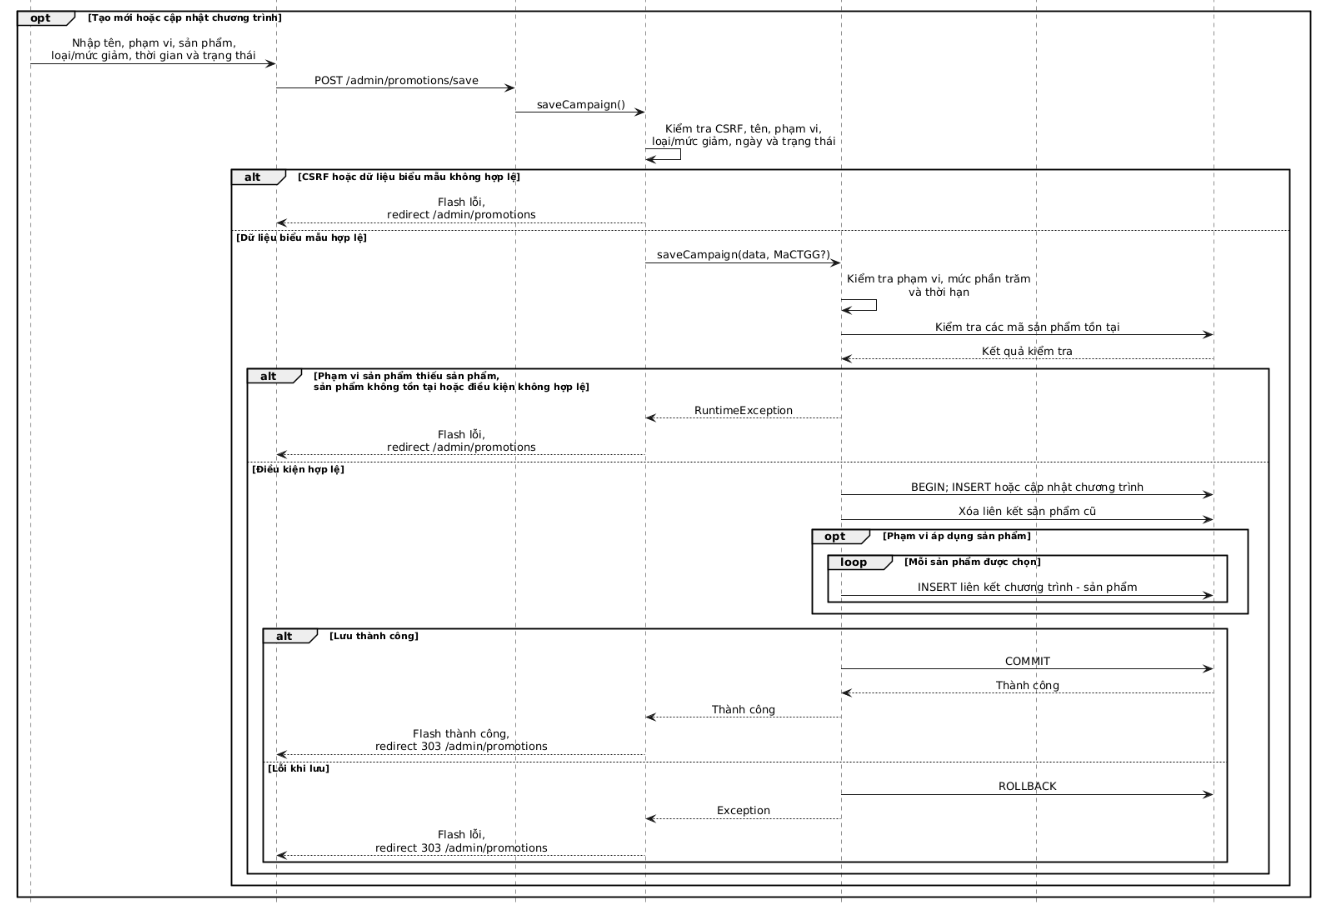 opt [Tạo mới hoặc cập nhật chương trình]
Nhập tên, phạm vi, sản phẩm,
loại/mức giảm, thời gian và trạng thái
POST /admin/promotions/save
saveCampaign()
Kiểm tra CSRF, tên, phạm vi,
loại/mức giảm, ngày và trạng thái
alt [CSRF hoặc dữ liệu biểu mẫu không hợp lệ]
Flash lỗi,
redirect /admin/promotions
[Dữ liệu biểu mẫu hợp lệ]
saveCampaign(data, MaCTGG?)
Kiểm tra phạm vi, mức phần trăm
và thời hạn
Kiểm tra các mã sản phẩm tồn tại
Kết quả kiểm tra
alt [Phạm vi sản phẩm thiếu sản phẩm,
sản phẩm không tồn tại hoặc điều kiện không hợp lệ]
RuntimeException
Flash lỗi,
redirect /admin/promotions
[Điều kiện hợp lệ]
BEGIN; INSERT hoặc cập nhật chương trình
Xóa liên kết sản phẩm cũ
opt [Phạm vi áp dụng sản phẩm]
loop [Mỗi sản phẩm được chọn]
INSERT liên kết chương trình - sản phẩm
alt [Lưu thành công]
COMMIT
Thành công
Thành công
Flash thành công,
redirect 303 /admin/promotions
[Lỗi khi lưu]
ROLLBACK
Exception
Flash lỗi,
redirect 303 /admin/promotions